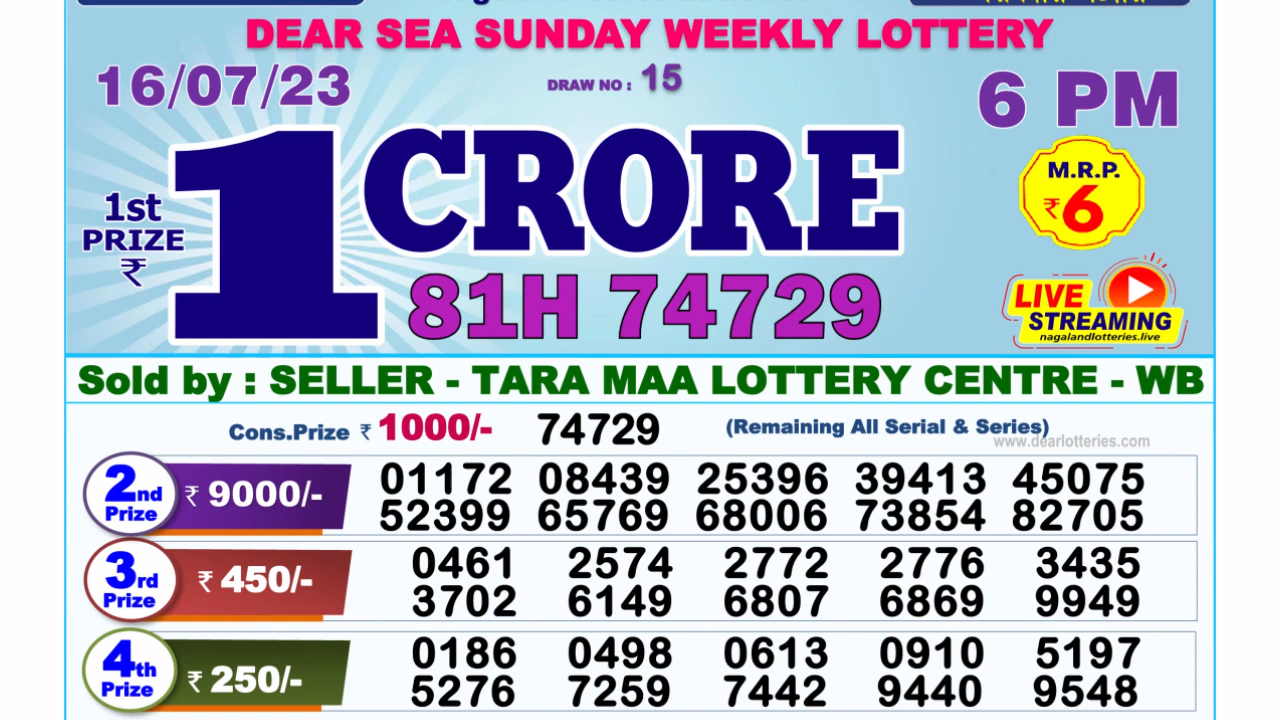 DEAR SEA SUNDAY WEEKLY LOTTERY
16/07/23
DRAW NO : 15
6 PM
1st
PRIZE
₹
1 CRORE
81H 74729
M.R.P.
₹6
LIVE
STREAMING
nagalandlotteries.live
Sold by : SELLER - TARA MAA LOTTERY CENTRE - WB
Cons.Prize ₹ 1000/- 74729 (Remaining All Serial & Series)
www.dearlotteries.com
2nd Prize ₹ 9000/-
01172 08439 25396 39413 45075
52399 65769 68006 73854 82705
3rd Prize ₹ 450/-
0461 2574 2772 2776 3435
3702 6149 6807 6869 9949
4th Prize ₹ 250/-
0186 0498 0613 0910 5197
5276 7259 7442 9440 9548